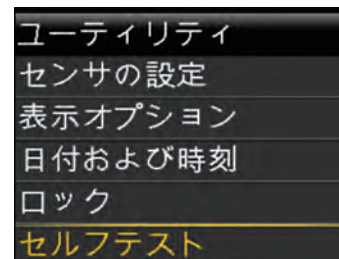 ユーティリティ
センサの設定
表示オプション
日付および時刻
ロック
セルフテスト